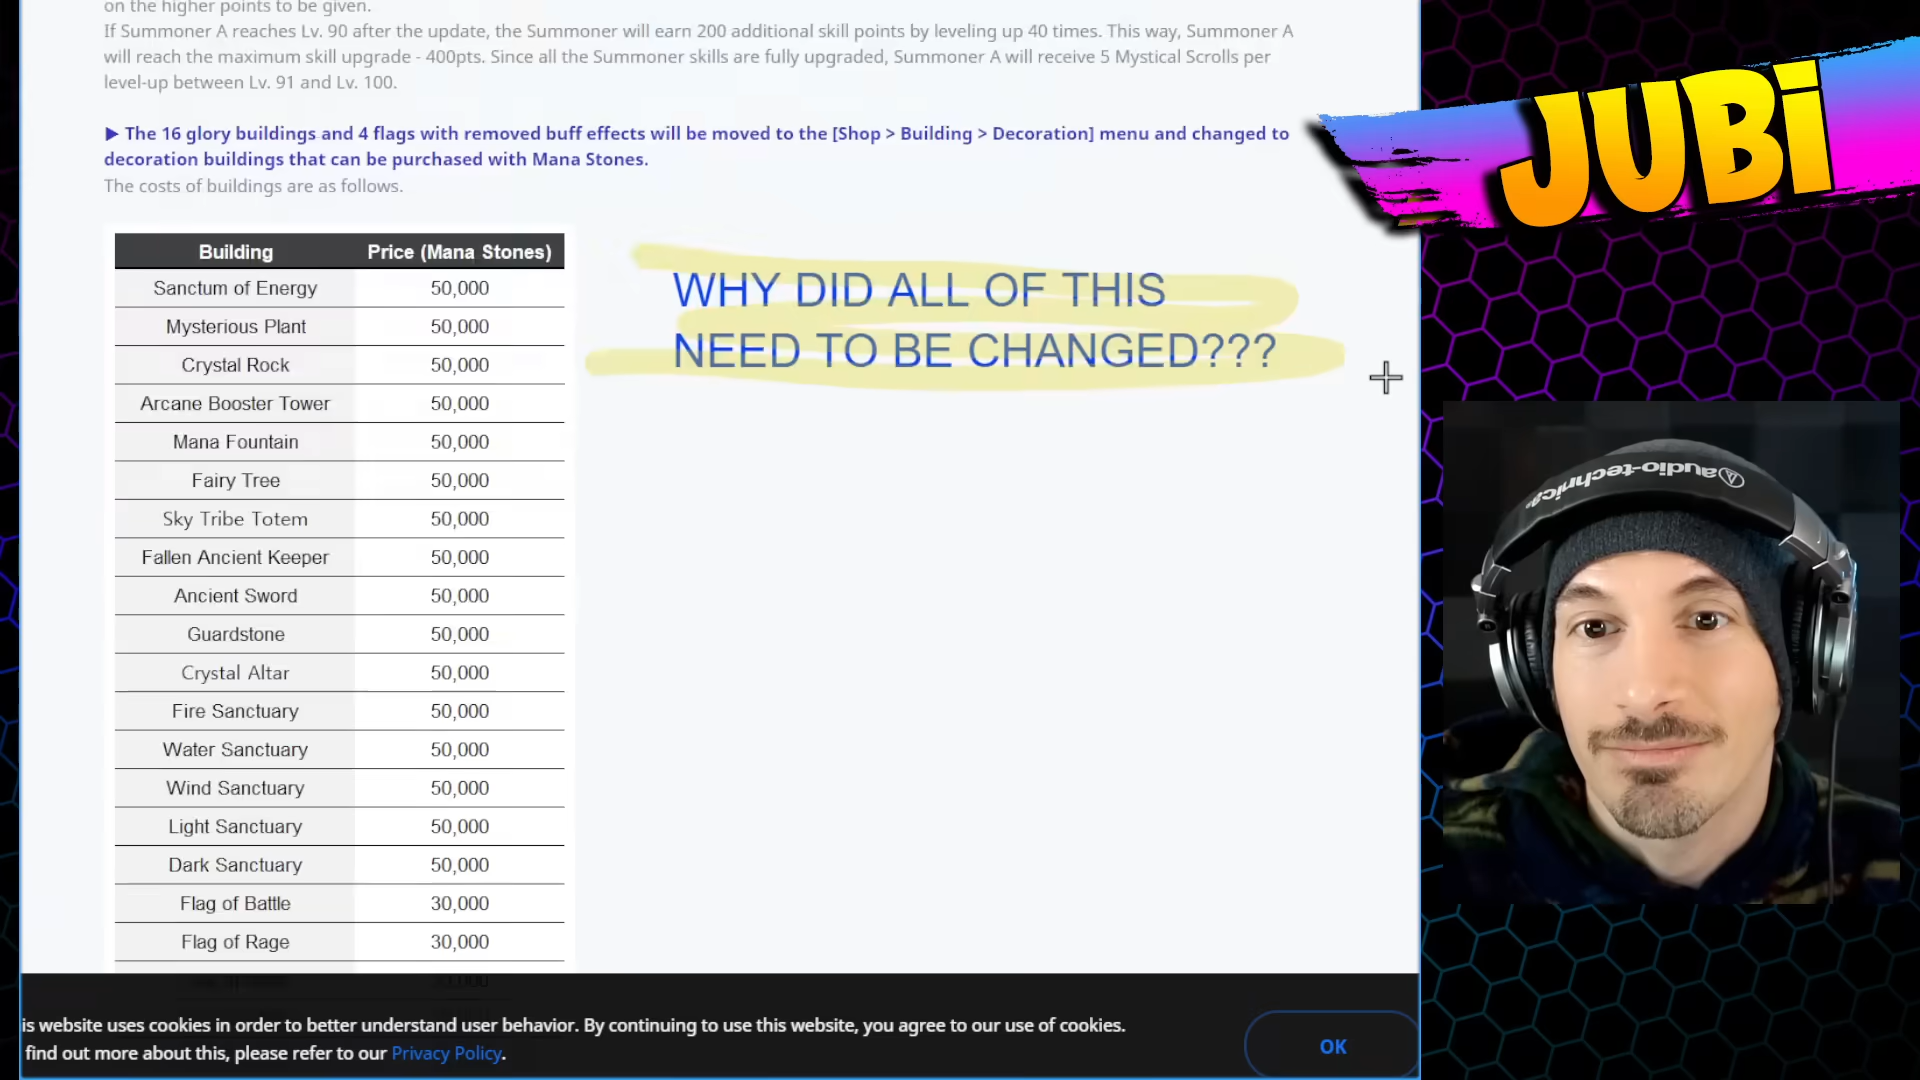 on the higher points to be given.
If Summoner A reaches Lv. 90 after the update, the Summoner will earn 200 additional skill points by leveling up 40 times. This way, Summoner A
will reach the maximum skill upgrade - 400pts. Since all the Summoner skills are fully upgraded, Summoner A will receive 5 Mystical Scrolls per
level-up between Lv. 91 and Lv. 100.
▶ The 16 glory buildings and 4 flags with removed buff effects will be moved to the [Shop > Building > Decoration] menu and changed to
decoration buildings that can be purchased with Mana Stones.
The costs of buildings are as follows.
JUBi
Building Price (Mana Stones)
Sanctum of Energy 50,000
Mysterious Plant 50,000
Crystal Rock 50,000
Arcane Booster Tower 50,000
Mana Fountain 50,000
Fairy Tree 50,000
Sky Tribe Totem 50,000
Fallen Ancient Keeper 50,000
Ancient Sword 50,000
Guardstone 50,000
Crystal Altar 50,000
Fire Sanctuary 50,000
Water Sanctuary 50,000
Wind Sanctuary 50,000
Light Sanctuary 50,000
Dark Sanctuary 50,000
Flag of Battle 30,000
Flag of Rage 30,000
WHY DID ALL OF THIS
NEED TO BE CHANGED???
audio-technica
is website uses cookies in order to better understand user behavior. By continuing to use this website, you agree to our use of cookies.
find out more about this, please refer to our Privacy Policy.
OK